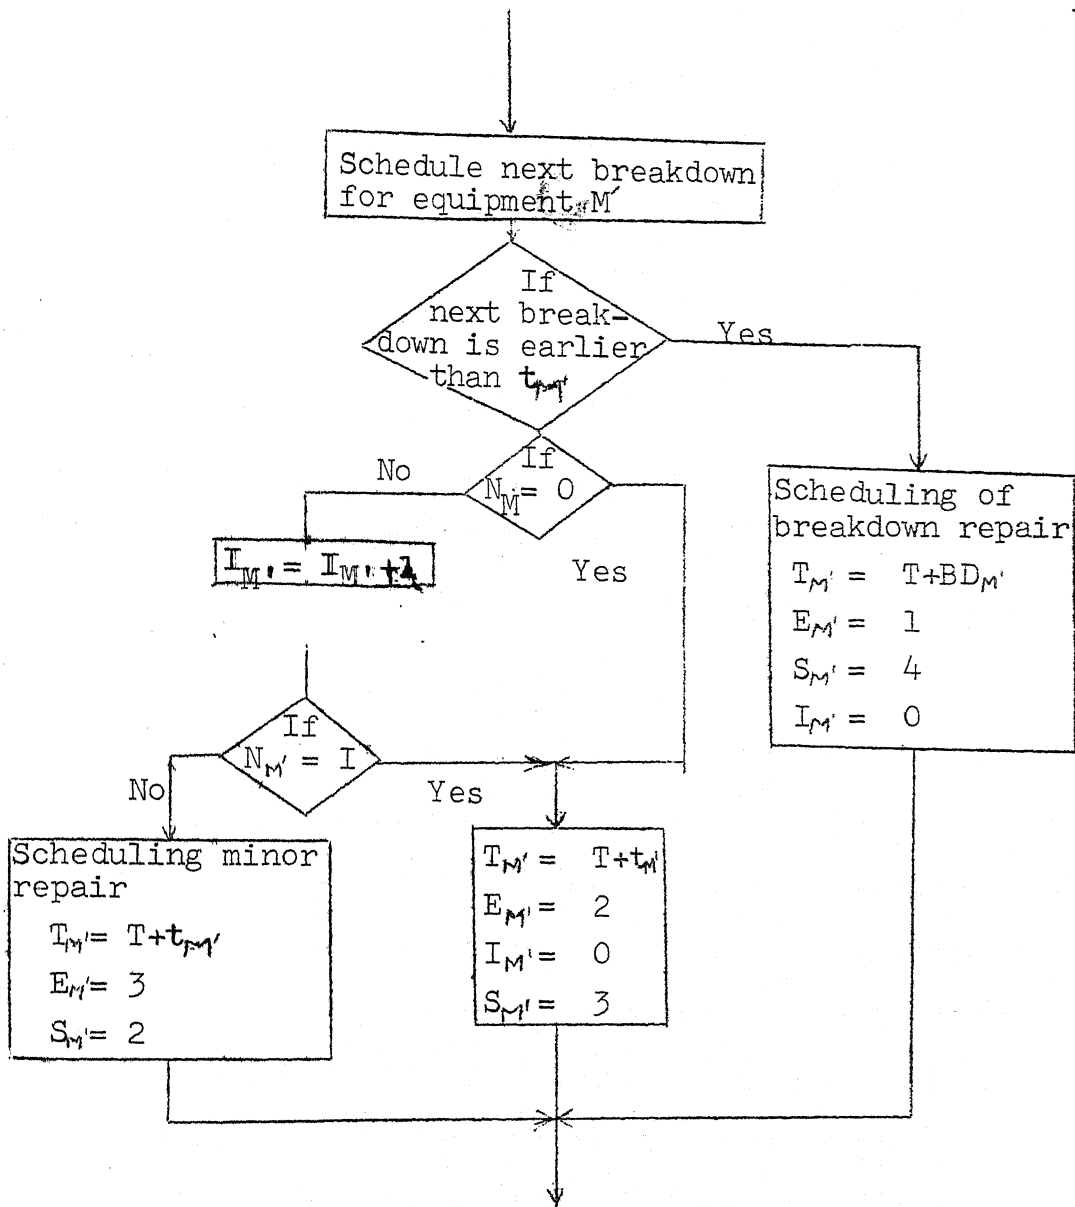 Schedule next breakdown
for equipment M'
If
next break-
down is earlier
than
Yes
If
N_M = 0
No
Yes
I_M' = I_M' + 1
Scheduling of
breakdown repair
T_M' = T+BD_M'
E_M' = 1
S_M' = 4
I_M' = 0
If
N_M' = I
No
Yes
Scheduling minor
repair
T_M' = T+t_M'
E_M' = 3
S_M' = 2
T_M' = T+t_M'
E_M' = 2
I_M' = 0
S_M' = 3